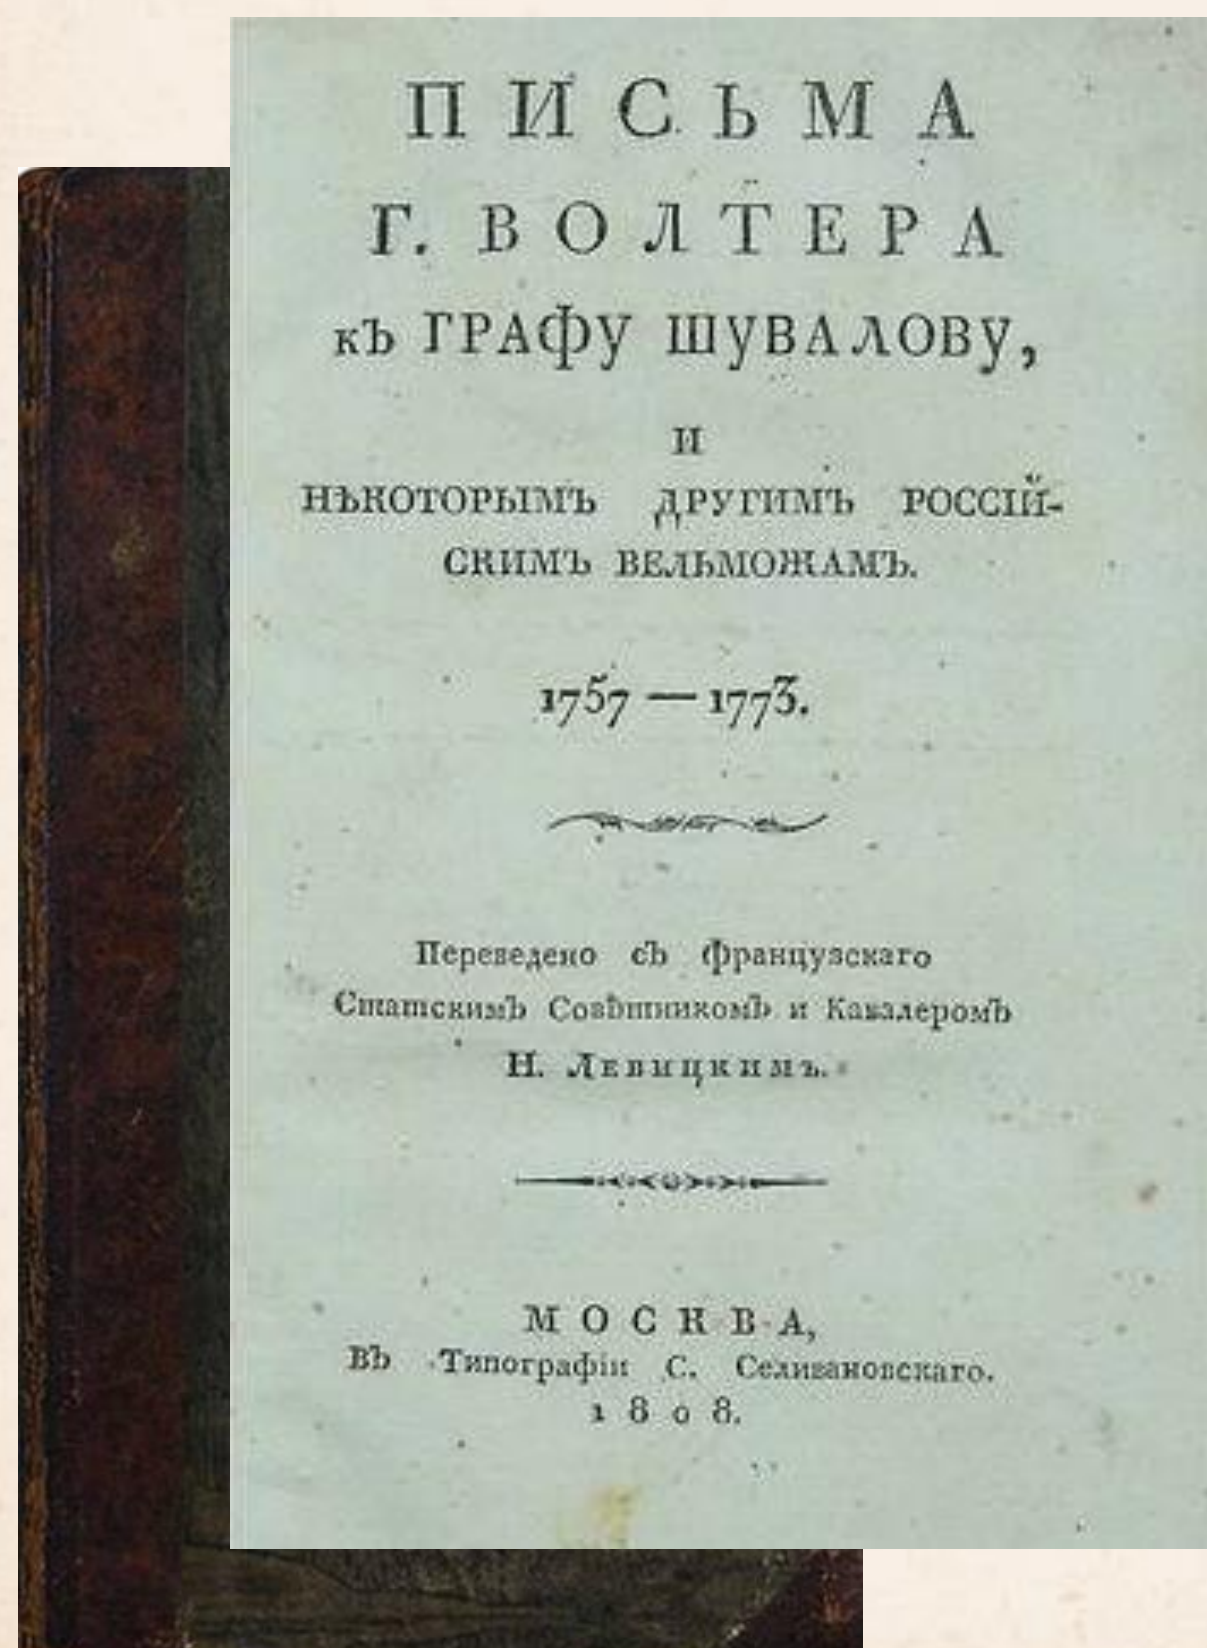 ПИСЬМА
Г. ВОЛТЕРА
къ ГРАФУ ШУВАЛОВУ,
И
НѢКОТОРЫМЪ ДРУГИМЪ РОССІЙ-
СКИМЪ ВЕЛЬМОЖАМЪ.
1757 — 1773.
Переведено съ Французскаго
Статскимъ Совѣтникомъ и Кавалеромъ
Н. Левицкимъ.
МОСКВА,
Въ Типографіи С. Селивановскаго.
1808.